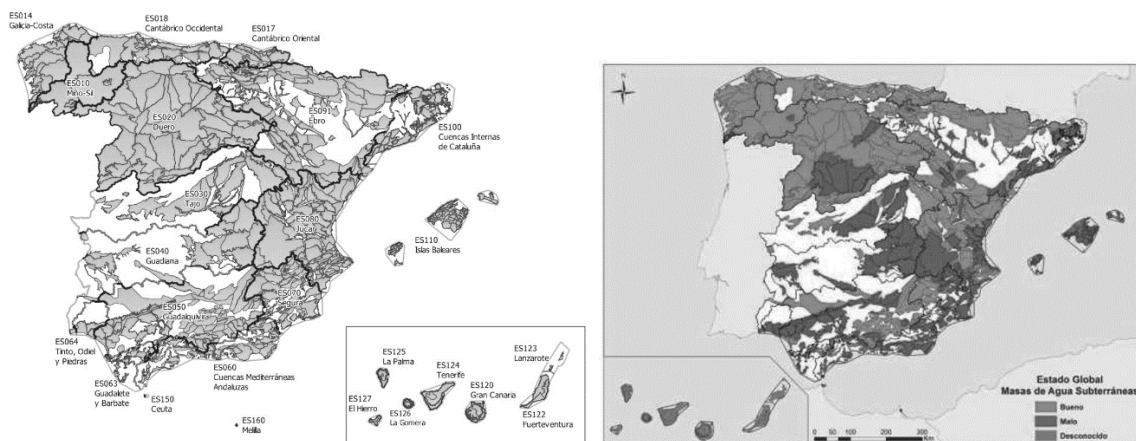 ES014
Galicia-Costa
ES018
Cantábrico Occidental
ES017
Cantábrico Oriental
ES010
Miño-Sil
ES020
Duero
ES091
Ebro
ES100
Cuencas Internas
de Cataluña
ES030
Tajo
ES080
Júcar
ES110
Islas Baleares
ES040
Guadiana
ES070
Segura
ES050
Guadalquivir
ES064
Tinto, Odiel
y Piedras
ES063
Guadalete
y Barbate
ES060
Cuencas Mediterráneas
Andaluzas
ES150
Ceuta
ES160
Melilla
ES125
La Palma
ES124
Tenerife
ES123
Lanzarote
ES120
Gran Canaria
ES127
El Hierro
ES126
La Gomera
ES122
Fuerteventura
N
Estado Global
Masas de Agua Subterráneas
Bueno
Malo
Desconocido
0 50 100 200 300
Km